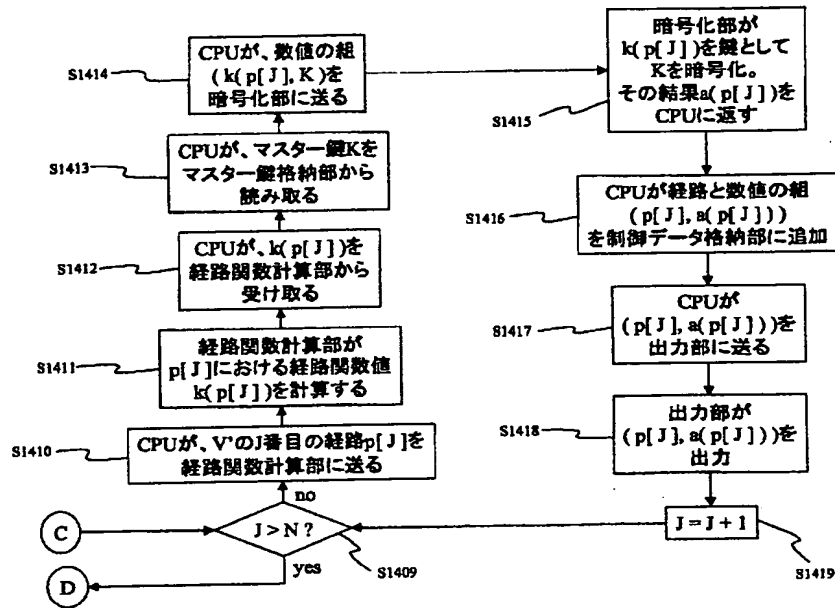 S1414
CPUが、数値の組
(k(p[J],K)を
暗号化部に送る
暗号化部が
k(p[J])を鍵として
Kを暗号化。
その結果a(p[J])を
CPUに返す
S1415
S1413
CPUが、マスター鍵Kを
マスター鍵格納部から
読み取る
S1416
CPUが経路と数値の組
(p[J],a(p[J]))
を制御データ格納部に追加
S1412
CPUが、k(p[J])を
経路関数計算部から
受け取る
S1417
CPUが
(p[J],a(p[J]))を
出力部に送る
S1411
経路関数計算部が
p[J]における経路関数値
k(p[J])を計算する
S1418
出力部が
(p[J],a(p[J]))を
出力
S1410
CPUが、V'のJ番目の経路p[J]を
経路関数計算部に送る
no
C
J>N?
J=J+1
yes
S1409
S1419
D